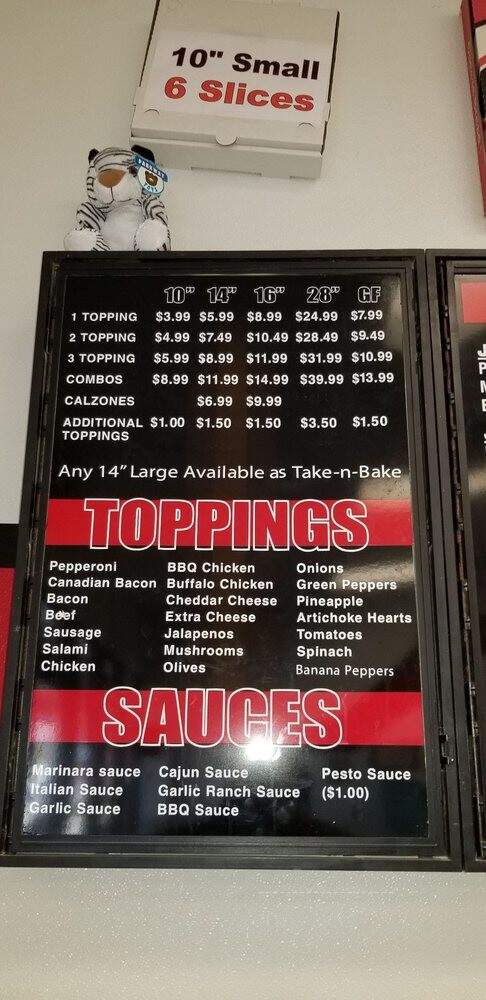 10" Small
6 Slices
10" 14" 16" 28" GF
1 TOPPING $3.99 $5.99 $8.99 $24.99 $7.99
2 TOPPING $4.99 $7.49 $10.49 $28.49 $9.49
3 TOPPING $5.99 $8.99 $11.99 $31.99 $10.99
COMBOS $8.99 $11.99 $14.99 $39.99 $13.99
CALZONES $6.99 $9.99
ADDITIONAL $1.00 $1.50 $1.50 $3.50 $1.50
TOPPINGS
Any 14" Large Available as Take-n-Bake
TOPPINGS
Pepperoni BBQ Chicken Onions
Canadian Bacon Buffalo Chicken Green Peppers
Bacon Cheddar Cheese Pineapple
Beef Extra Cheese Artichoke Hearts
Sausage Jalapenos Tomatoes
Salami Mushrooms Spinach
Chicken Olives Banana Peppers
SAUCES
Marinara sauce Cajun Sauce Pesto Sauce
Italian Sauce Garlic Ranch Sauce ($1.00)
Garlic Sauce BBQ Sauce